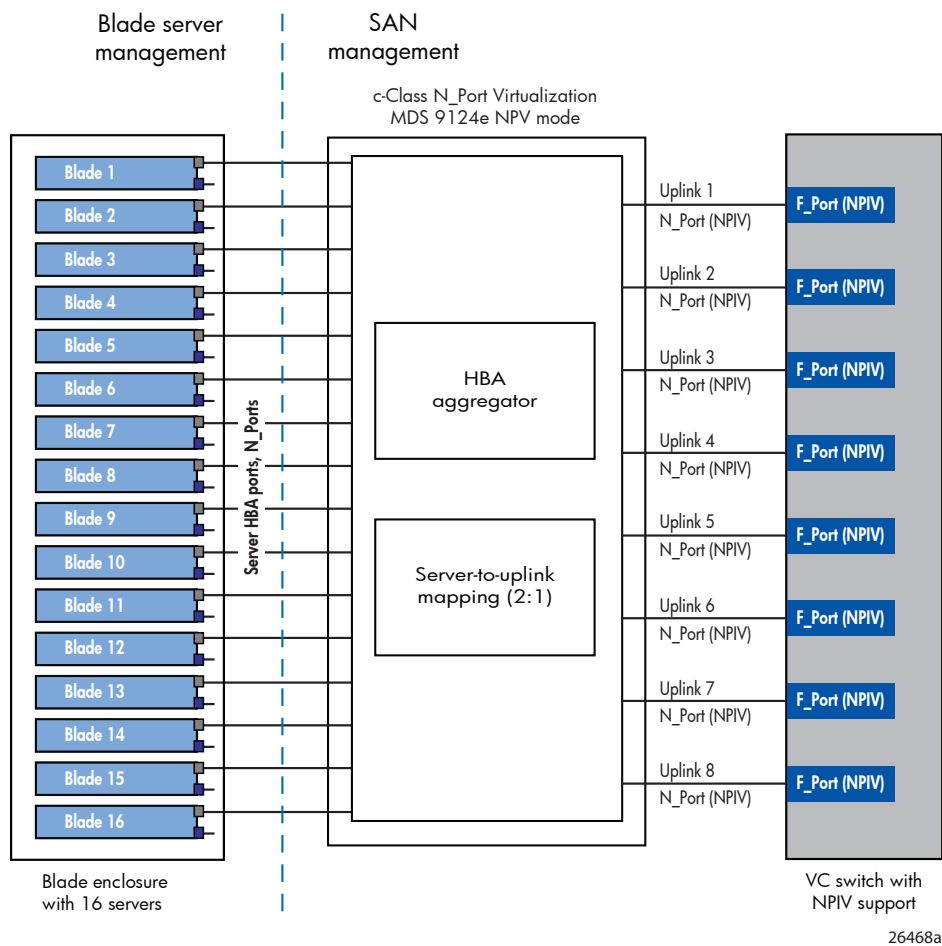 Blade server
management
SAN
management
c-Class N_Port Virtualization
MDS 9124e NPV mode
Blade 1
Blade 2
Blade 3
Blade 4
Blade 5
Blade 6
Blade 7
Blade 8
Blade 9
Blade 10
Blade 11
Blade 12
Blade 13
Blade 14
Blade 15
Blade 16
Server HBA ports, N_Ports
HBA
aggregator
Server-to-uplink
mapping (2:1)
Uplink 1
N_Port (NPIV)
Uplink 2
N_Port (NPIV)
Uplink 3
N_Port (NPIV)
Uplink 4
N_Port (NPIV)
Uplink 5
N_Port (NPIV)
Uplink 6
N_Port (NPIV)
Uplink 7
N_Port (NPIV)
Uplink 8
N_Port (NPIV)
F_Port (NPIV)
F_Port (NPIV)
F_Port (NPIV)
F_Port (NPIV)
F_Port (NPIV)
F_Port (NPIV)
F_Port (NPIV)
F_Port (NPIV)
Blade enclosure
with 16 servers
VC switch with
NPIV support
26468a